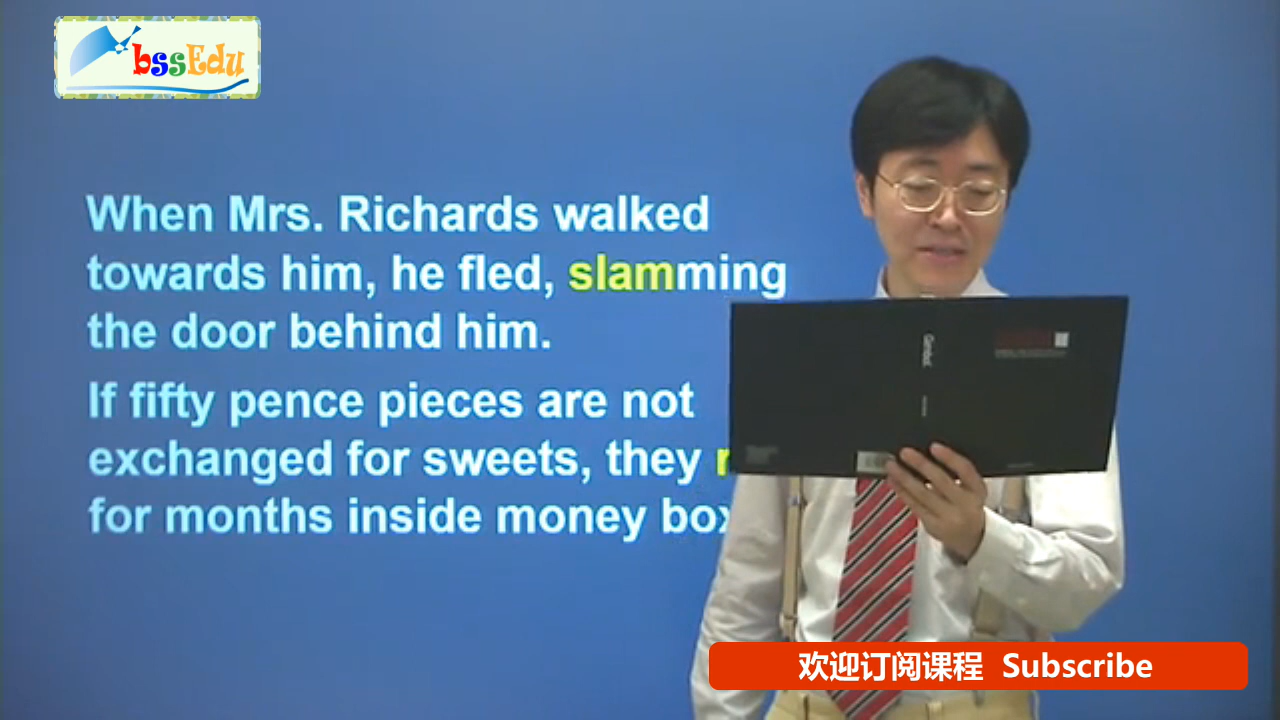 bssEdu
When Mrs. Richards walked
towards him, he fled, slamming
the door behind him.
If fifty pence pieces are not
exchanged for sweets, they
for months inside money
欢迎订阅课程 Subscribe